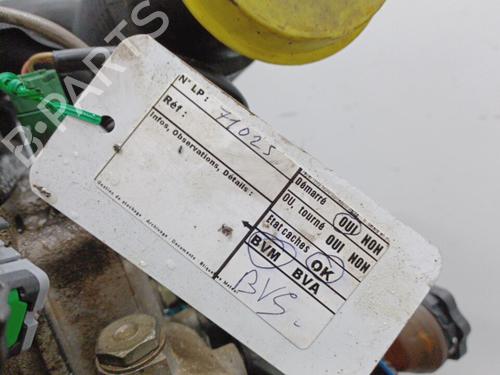 B-PARTS
N° LP : 71025
Réf :
Infos, Observations, Détails :
Démarré OUI NON
OU, tourné OUI NON
Etat caches OK
BVM BVA
BVS.